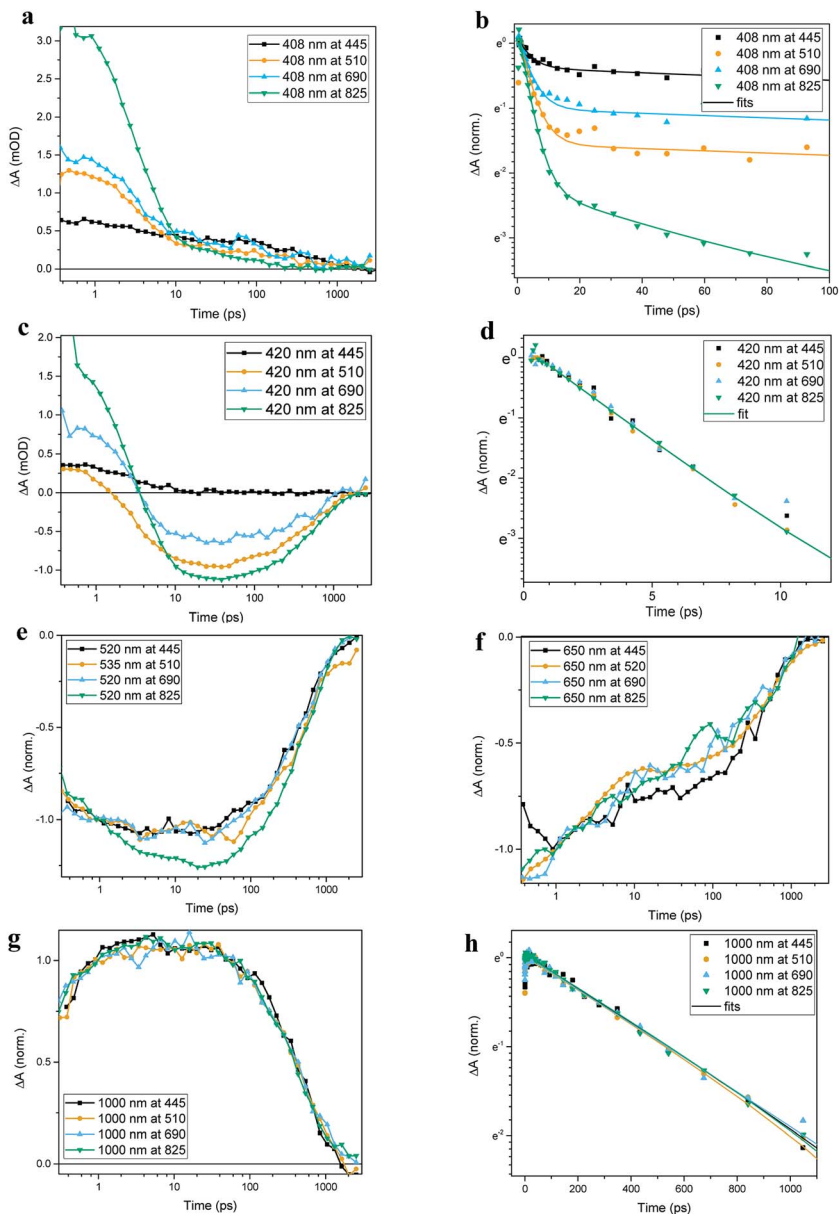 a
3.0
2.5
2.0
1.5
1.0
0.5
0.0
ΔA (mOD)
408 nm at 445
408 nm at 510
408 nm at 690
408 nm at 825
1
10
100
1000
Time (ps)
b
e⁰
e⁻¹
e⁻²
e⁻³
ΔA (norm.)
408 nm at 445
408 nm at 510
408 nm at 690
408 nm at 825
fits
0
20
40
60
80
100
Time (ps)
c
2.0
1.5
1.0
0.5
0.0
-0.5
-1.0
ΔA (mOD)
420 nm at 445
420 nm at 510
420 nm at 690
420 nm at 825
1
10
100
1000
Time (ps)
d
e⁰
e⁻¹
e⁻²
e⁻³
ΔA (norm.)
420 nm at 445
420 nm at 510
420 nm at 690
420 nm at 825
fit
0
5
10
Time (ps)
e
0.0
-0.5
-1.0
ΔA (norm.)
520 nm at 445
535 nm at 510
520 nm at 690
520 nm at 825
1
10
100
1000
Time (ps)
f
0.0
-0.5
-1.0
ΔA (norm.)
650 nm at 445
650 nm at 520
650 nm at 690
650 nm at 825
1
10
100
1000
Time (ps)
g
1.0
0.5
0.0
ΔA (norm.)
1000 nm at 445
1000 nm at 510
1000 nm at 690
1000 nm at 825
1
10
100
1000
Time (ps)
h
e⁰
e⁻¹
e⁻²
ΔA (norm.)
1000 nm at 445
1000 nm at 510
1000 nm at 690
1000 nm at 825
fits
0
200
400
600
800
1000
Time (ps)